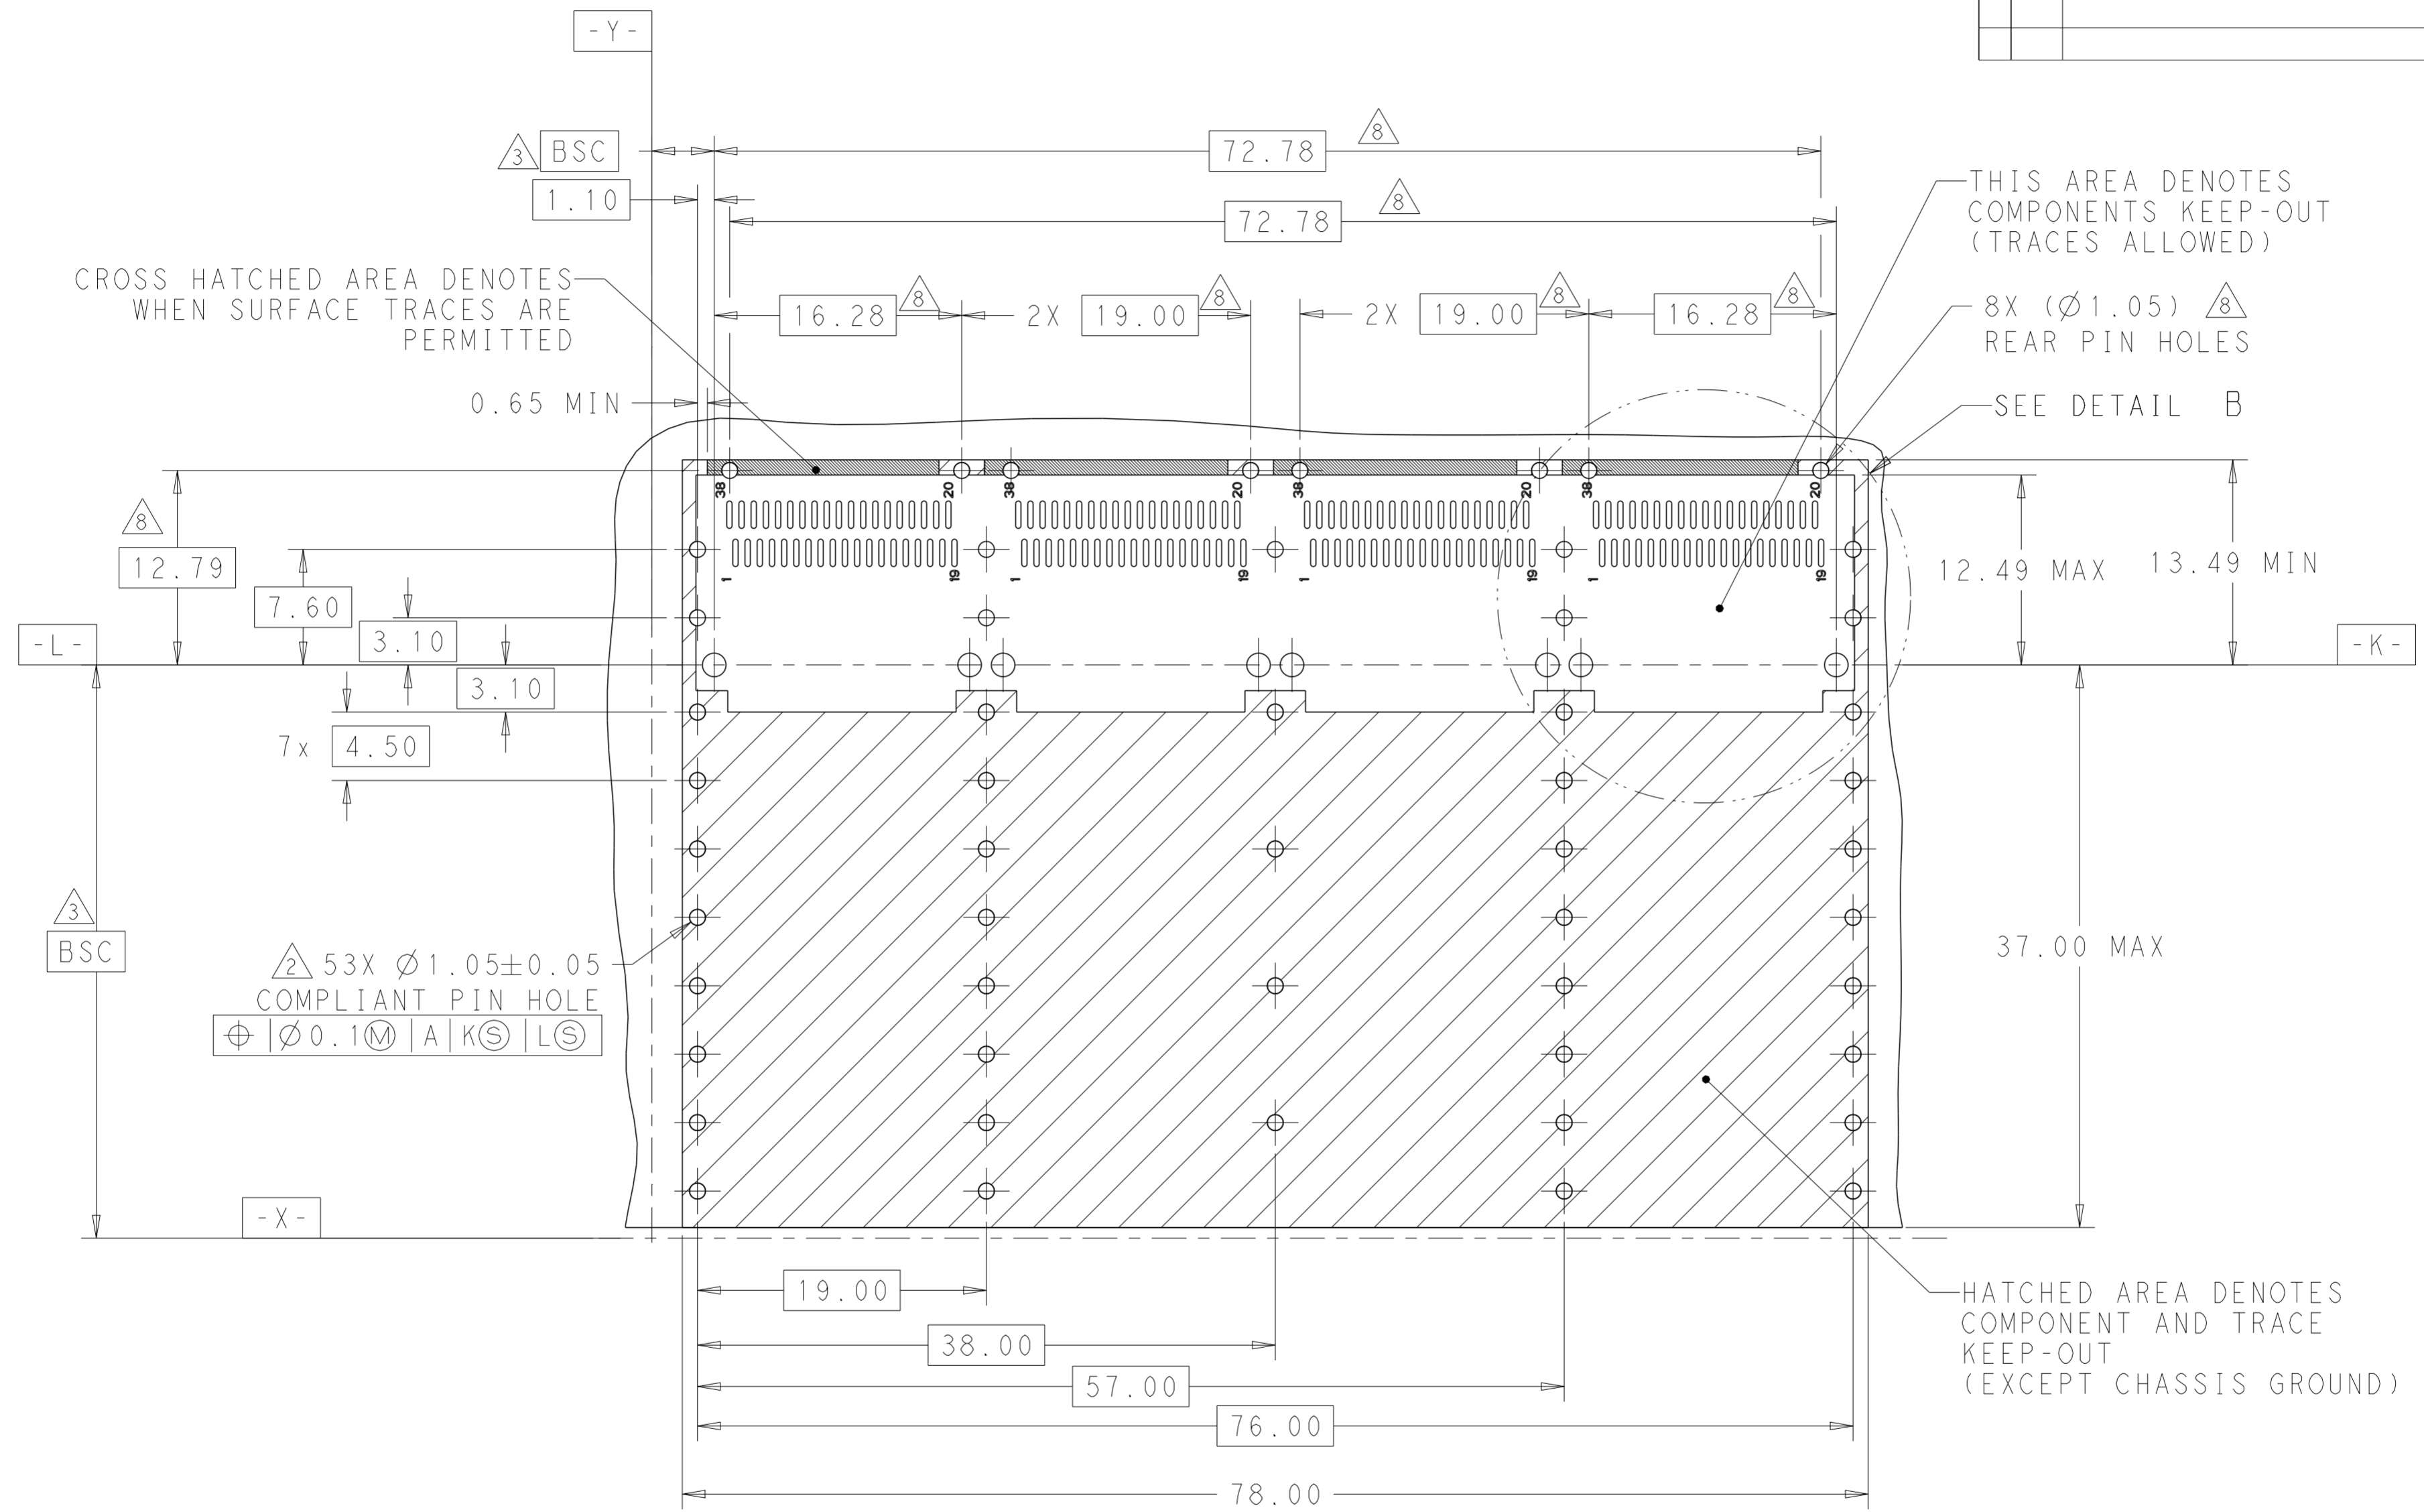 -Y-
3 BSC
72.78 8
1.10
72.78 8
THIS AREA DENOTES
COMPONENTS KEEP-OUT
(TRACES ALLOWED)
CROSS HATCHED AREA DENOTES
WHEN SURFACE TRACES ARE
PERMITTED
16.28 8
2X 19.00 8
2X 19.00 8
16.28 8
8X (Ø1.05) 8
REAR PIN HOLES
0.65 MIN
SEE DETAIL B
38 20 38 20 38 20 38 20
1 19 1 19 1 19 1 19
8
12.79
7.60
3.10
3.10
12.49 MAX
13.49 MIN
-L-
-K-
7x 4.50
3
BSC
37.00 MAX
2 53X Ø1.05±0.05
COMPLIANT PIN HOLE
⌖ |Ø0.1Ⓜ|A|KⓈ|LⓈ
-X-
19.00
38.00
57.00
76.00
78.00
HATCHED AREA DENOTES
COMPONENT AND TRACE
KEEP-OUT
(EXCEPT CHASSIS GROUND)